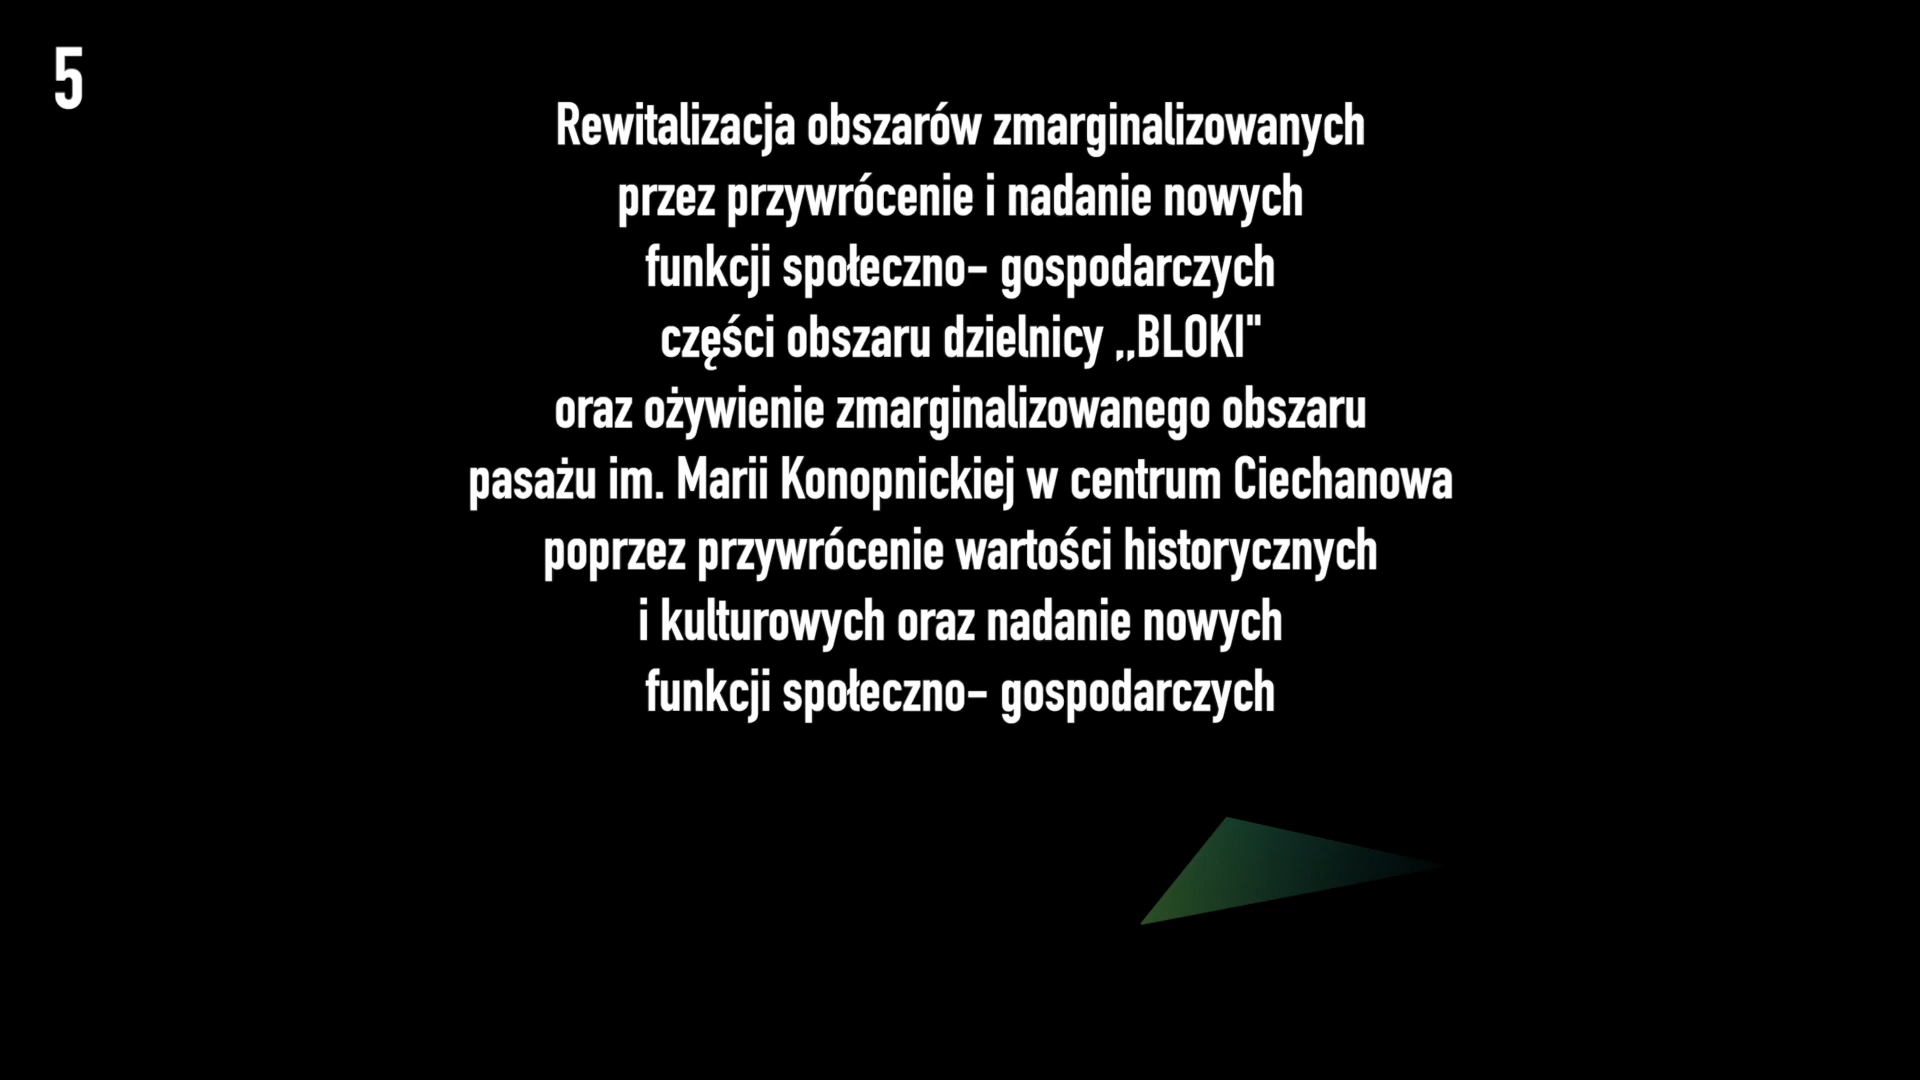 5
Rewitalizacja obszarów zmarginalizowanych
przez przywrócenie i nadanie nowych
funkcji społeczno- gospodarczych
części obszaru dzielnicy ,,BLOKI"
oraz ożywienie zmarginalizowanego obszaru
pasażu im. Marii Konopnickiej w centrum Ciechanowa
poprzez przywrócenie wartości historycznych
i kulturowych oraz nadanie nowych
funkcji społeczno- gospodarczych